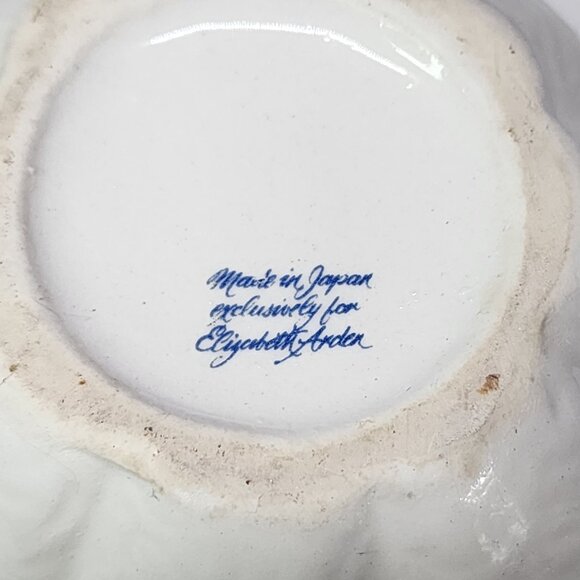 Made in Japan
exclusively for
Elizabeth Arden